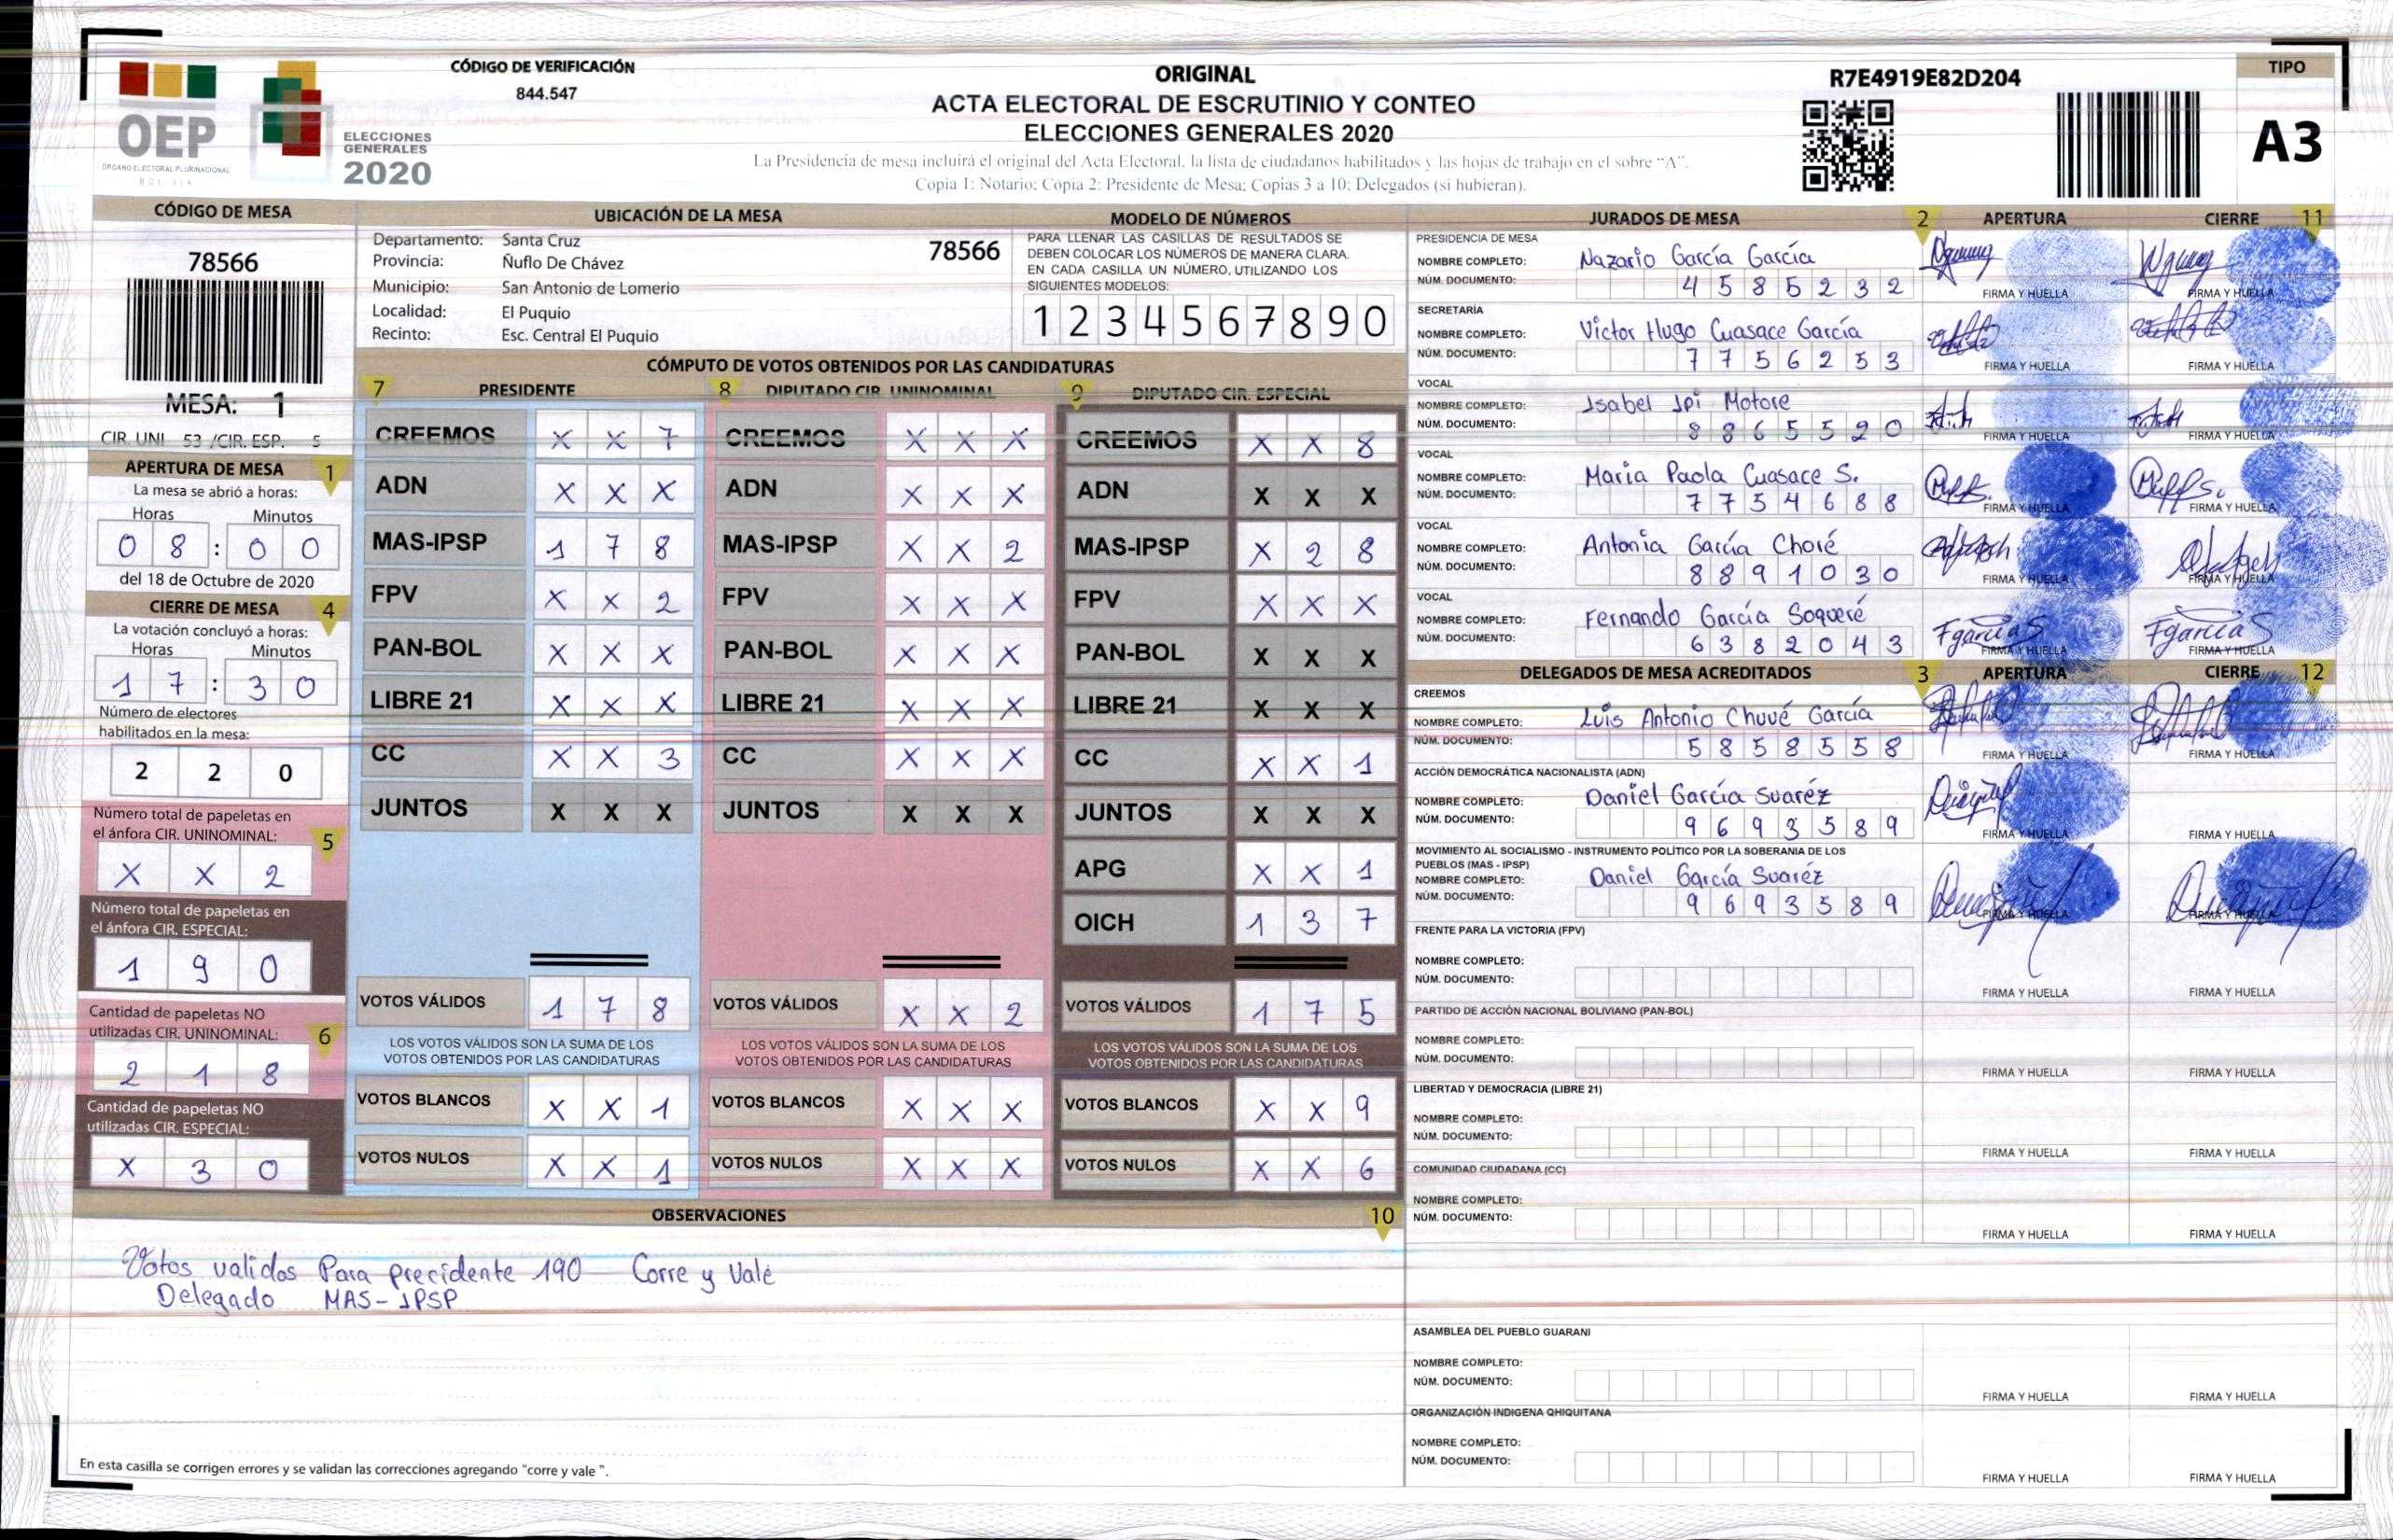 CÓDIGO DE VERIFICACIÓN
844.547
OEP
ÓRGANO ELECTORAL PLURINACIONAL
BOLIVIA
ELECCIONES
GENERALES
2020
ORIGINAL
ACTA ELECTORAL DE ESCRUTINIO Y CONTEO
ELECCIONES GENERALES 2020
La Presidencia de mesa incluirá el original del Acta Electoral, la lista de ciudadanos habilitados y las hojas de trabajo en el sobre “A”.
Copia 1: Notario; Copia 2: Presidente de Mesa; Copias 3 a 10: Delegados (si hubieran).
R7E4919E82D204
TIPO
A3
CÓDIGO DE MESA
78566
MESA: 1
CIR. UNI. 53 /CIR. ESP. 5
APERTURA DE MESA 1
La mesa se abrió a horas:
Horas Minutos
0 8 : 0 0
del 18 de Octubre de 2020
CIERRE DE MESA 4
La votación concluyó a horas:
Horas Minutos
1 7 : 3 0
Número de electores
habilitados en la mesa:
2 2 0
Número total de papeletas en
el ánfora CIR. UNINOMINAL: 5
X X 2
Número total de papeletas en
el ánfora CIR. ESPECIAL:
1 9 0
Cantidad de papeletas NO
utilizadas CIR. UNINOMINAL: 6
2 1 8
Cantidad de papeletas NO
utilizadas CIR. ESPECIAL:
X 3 0
UBICACIÓN DE LA MESA
Departamento: Santa Cruz 78566
Provincia: Ñuflo De Chávez
Municipio: San Antonio de Lomerio
Localidad: El Puquio
Recinto: Esc. Central El Puquio
MODELO DE NÚMEROS
PARA LLENAR LAS CASILLAS DE RESULTADOS SE
DEBEN COLOCAR LOS NÚMEROS DE MANERA CLARA.
EN CADA CASILLA UN NÚMERO, UTILIZANDO LOS
SIGUIENTES MODELOS:
1 2 3 4 5 6 7 8 9 0
CÓMPUTO DE VOTOS OBTENIDOS POR LAS CANDIDATURAS
7 PRESIDENTE
CREEMOS X X 7
ADN X X X
MAS-IPSP 1 7 8
FPV X X 2
PAN-BOL X X X
LIBRE 21 X X X
CC X X 3
JUNTOS X X X
VOTOS VÁLIDOS 1 7 8
LOS VOTOS VÁLIDOS SON LA SUMA DE LOS
VOTOS OBTENIDOS POR LAS CANDIDATURAS
VOTOS BLANCOS X X 1
VOTOS NULOS X X 1
8 DIPUTADO CIR. UNINOMINAL
CREEMOS X X X
ADN X X X
MAS-IPSP X X 2
FPV X X X
PAN-BOL X X X
LIBRE 21 X X X
CC X X X
JUNTOS X X X
VOTOS VÁLIDOS X X 2
LOS VOTOS VÁLIDOS SON LA SUMA DE LOS
VOTOS OBTENIDOS POR LAS CANDIDATURAS
VOTOS BLANCOS X X X
VOTOS NULOS X X X
9 DIPUTADO CIR. ESPECIAL
CREEMOS X X 8
ADN X X X
MAS-IPSP X 2 8
FPV X X X
PAN-BOL X X X
LIBRE 21 X X X
CC X X 1
JUNTOS X X X
APG X X 1
OICH 1 3 7
VOTOS VÁLIDOS 1 7 5
LOS VOTOS VÁLIDOS SON LA SUMA DE LOS
VOTOS OBTENIDOS POR LAS CANDIDATURAS
VOTOS BLANCOS X X 9
VOTOS NULOS X X 6
OBSERVACIONES 10
Votos validos Para precidente 190 Corre y Vale
Delegado MAS-IPSP
En esta casilla se corrigen errores y se validan las correcciones agregando “corre y vale ”.
JURADOS DE MESA 2 APERTURA CIERRE 11
PRESIDENCIA DE MESA
NOMBRE COMPLETO: Nazario García García
NÚM. DOCUMENTO: 4 5 8 5 2 3 2
FIRMA Y HUELLA FIRMA Y HUELLA
SECRETARÍA
NOMBRE COMPLETO: Victor Hugo Cuasace García
NÚM. DOCUMENTO: 7 7 5 6 2 5 3
FIRMA Y HUELLA FIRMA Y HUELLA
VOCAL
NOMBRE COMPLETO: Isabel Ipi Motore
NÚM. DOCUMENTO: 8 8 6 5 5 2 0
FIRMA Y HUELLA FIRMA Y HUELLA
VOCAL
NOMBRE COMPLETO: Maria Paola Cuasace S.
NÚM. DOCUMENTO: 7 7 5 4 6 8 8
FIRMA Y HUELLA FIRMA Y HUELLA
VOCAL
NOMBRE COMPLETO: Antonia García Choré
NÚM. DOCUMENTO: 8 8 9 1 0 3 0
FIRMA Y HUELLA FIRMA Y HUELLA
VOCAL
NOMBRE COMPLETO: Fernando García Soqueré
NÚM. DOCUMENTO: 6 3 8 2 0 4 3
FgarciaS FgarciaS
FIRMA Y HUELLA FIRMA Y HUELLA
DELEGADOS DE MESA ACREDITADOS 3 APERTURA CIERRE 12
CREEMOS
NOMBRE COMPLETO: Luis Antonio Chuvé García
NÚM. DOCUMENTO: 5 8 5 8 5 5 8
FIRMA Y HUELLA FIRMA Y HUELLA
ACCIÓN DEMOCRÁTICA NACIONALISTA (ADN)
NOMBRE COMPLETO: Daniel García Suaréz
NÚM. DOCUMENTO: 9 6 9 3 5 8 9
FIRMA Y HUELLA FIRMA Y HUELLA
MOVIMIENTO AL SOCIALISMO - INSTRUMENTO POLÍTICO POR LA SOBERANIA DE LOS
PUEBLOS (MAS - IPSP)
NOMBRE COMPLETO: Daniel García Suaréz
NÚM. DOCUMENTO: 9 6 9 3 5 8 9
FIRMA Y HUELLA FIRMA Y HUELLA
FRENTE PARA LA VICTORIA (FPV)
NOMBRE COMPLETO:
NÚM. DOCUMENTO:
FIRMA Y HUELLA FIRMA Y HUELLA
PARTIDO DE ACCIÓN NACIONAL BOLIVIANO (PAN-BOL)
NOMBRE COMPLETO:
NÚM. DOCUMENTO:
FIRMA Y HUELLA FIRMA Y HUELLA
LIBERTAD Y DEMOCRACIA (LIBRE 21)
NOMBRE COMPLETO:
NÚM. DOCUMENTO:
FIRMA Y HUELLA FIRMA Y HUELLA
COMUNIDAD CIUDADANA (CC)
NOMBRE COMPLETO:
NÚM. DOCUMENTO:
FIRMA Y HUELLA FIRMA Y HUELLA
ASAMBLEA DEL PUEBLO GUARANI
NOMBRE COMPLETO:
NÚM. DOCUMENTO:
FIRMA Y HUELLA FIRMA Y HUELLA
ORGANIZACIÓN INDIGENA QHIQUITANA
NOMBRE COMPLETO:
NÚM. DOCUMENTO:
FIRMA Y HUELLA FIRMA Y HUELLA